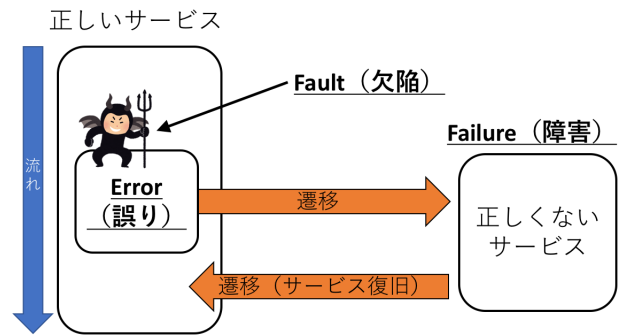 正しいサービス
Fault（欠陥）
Failure（障害）
流れ
Error
（誤り）
遷移
正しくない
サービス
遷移（サービス復旧）